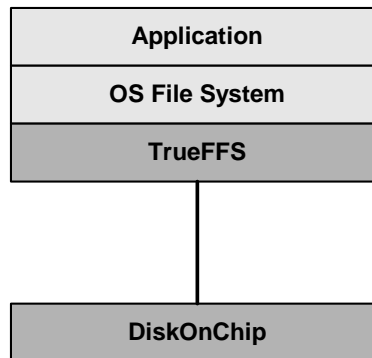 Application
OS File System
TrueFFS
DiskOnChip